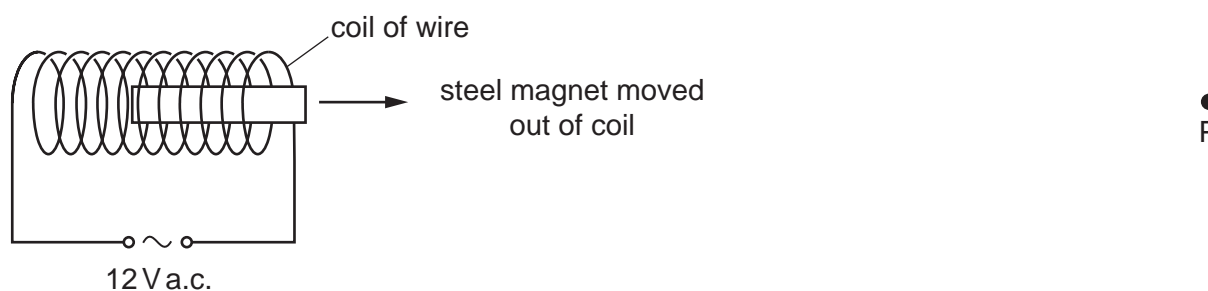 coil of wire
steel magnet moved
out of coil
12 V a.c.